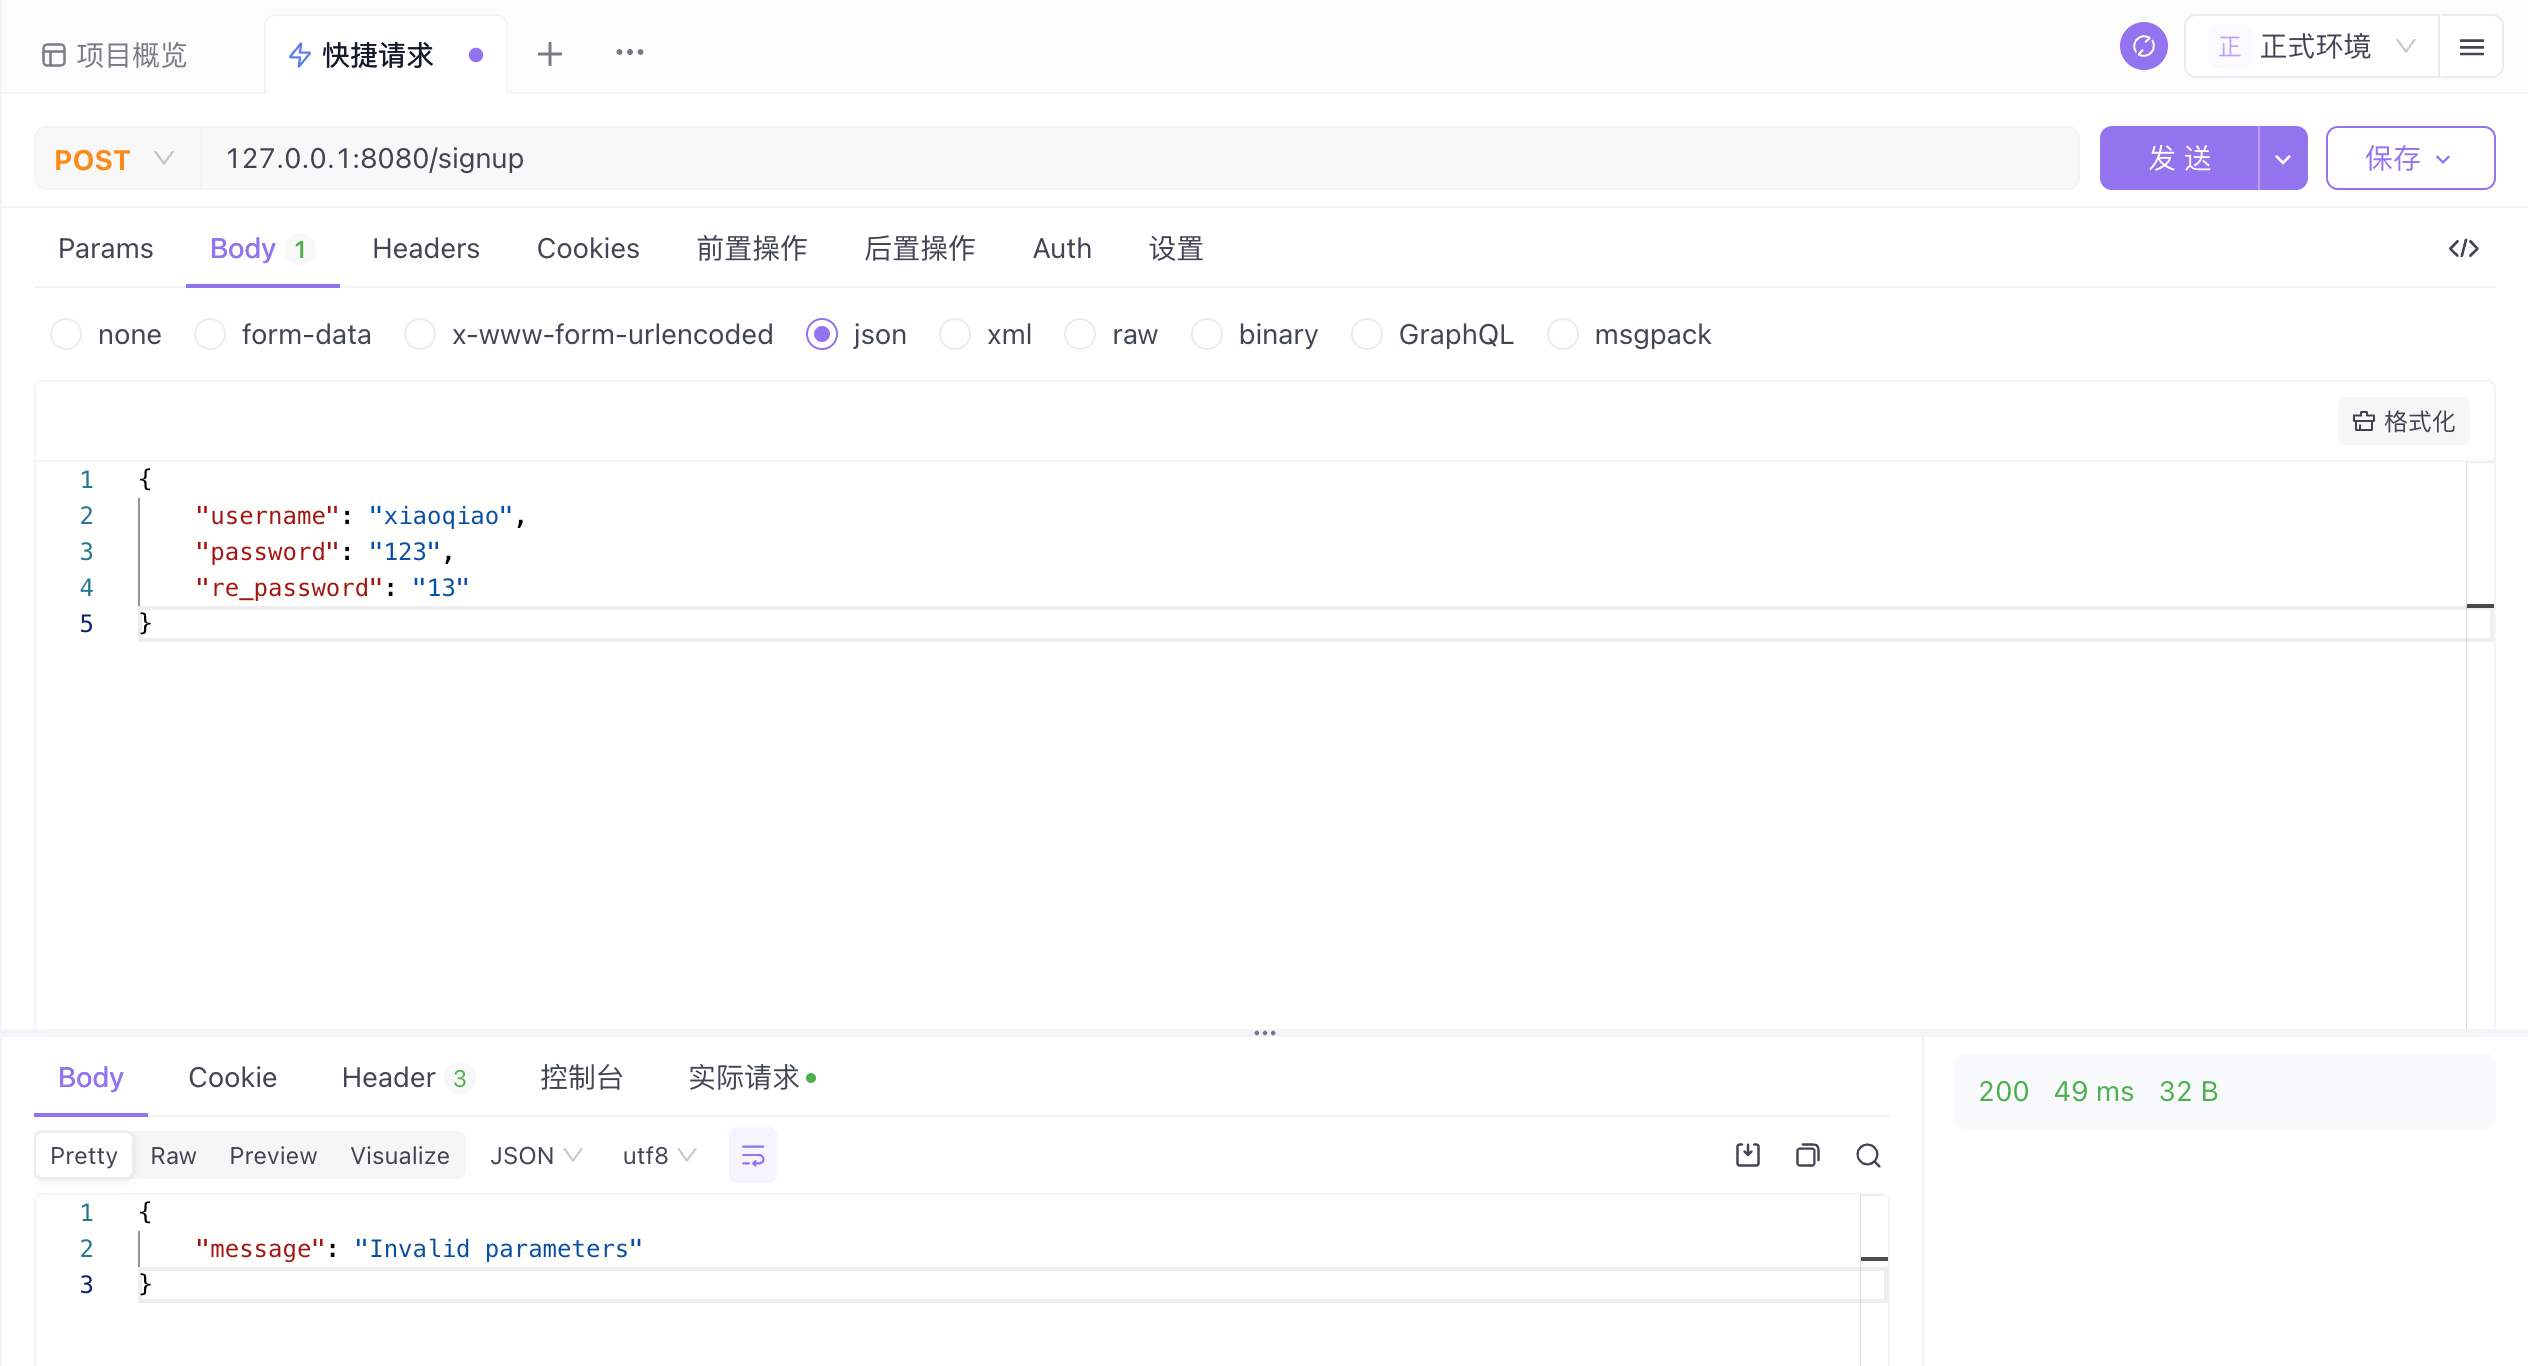 项目概览 快捷请求 正 正式环境
POST 127.0.0.1:8080/signup 发 送 保存
Params Body 1 Headers Cookies 前置操作 后置操作 Auth 设置 </>
none form-data x-www-form-urlencoded json xml raw binary GraphQL msgpack
格式化
1 {
2 "username": "xiaoqiao",
3 "password": "123",
4 "re_password": "13"
5 }
Body Cookie Header 3 控制台 实际请求
200 49 ms 32 B
Pretty Raw Preview Visualize JSON utf8
1 {
2 "message": "Invalid parameters"
3 }